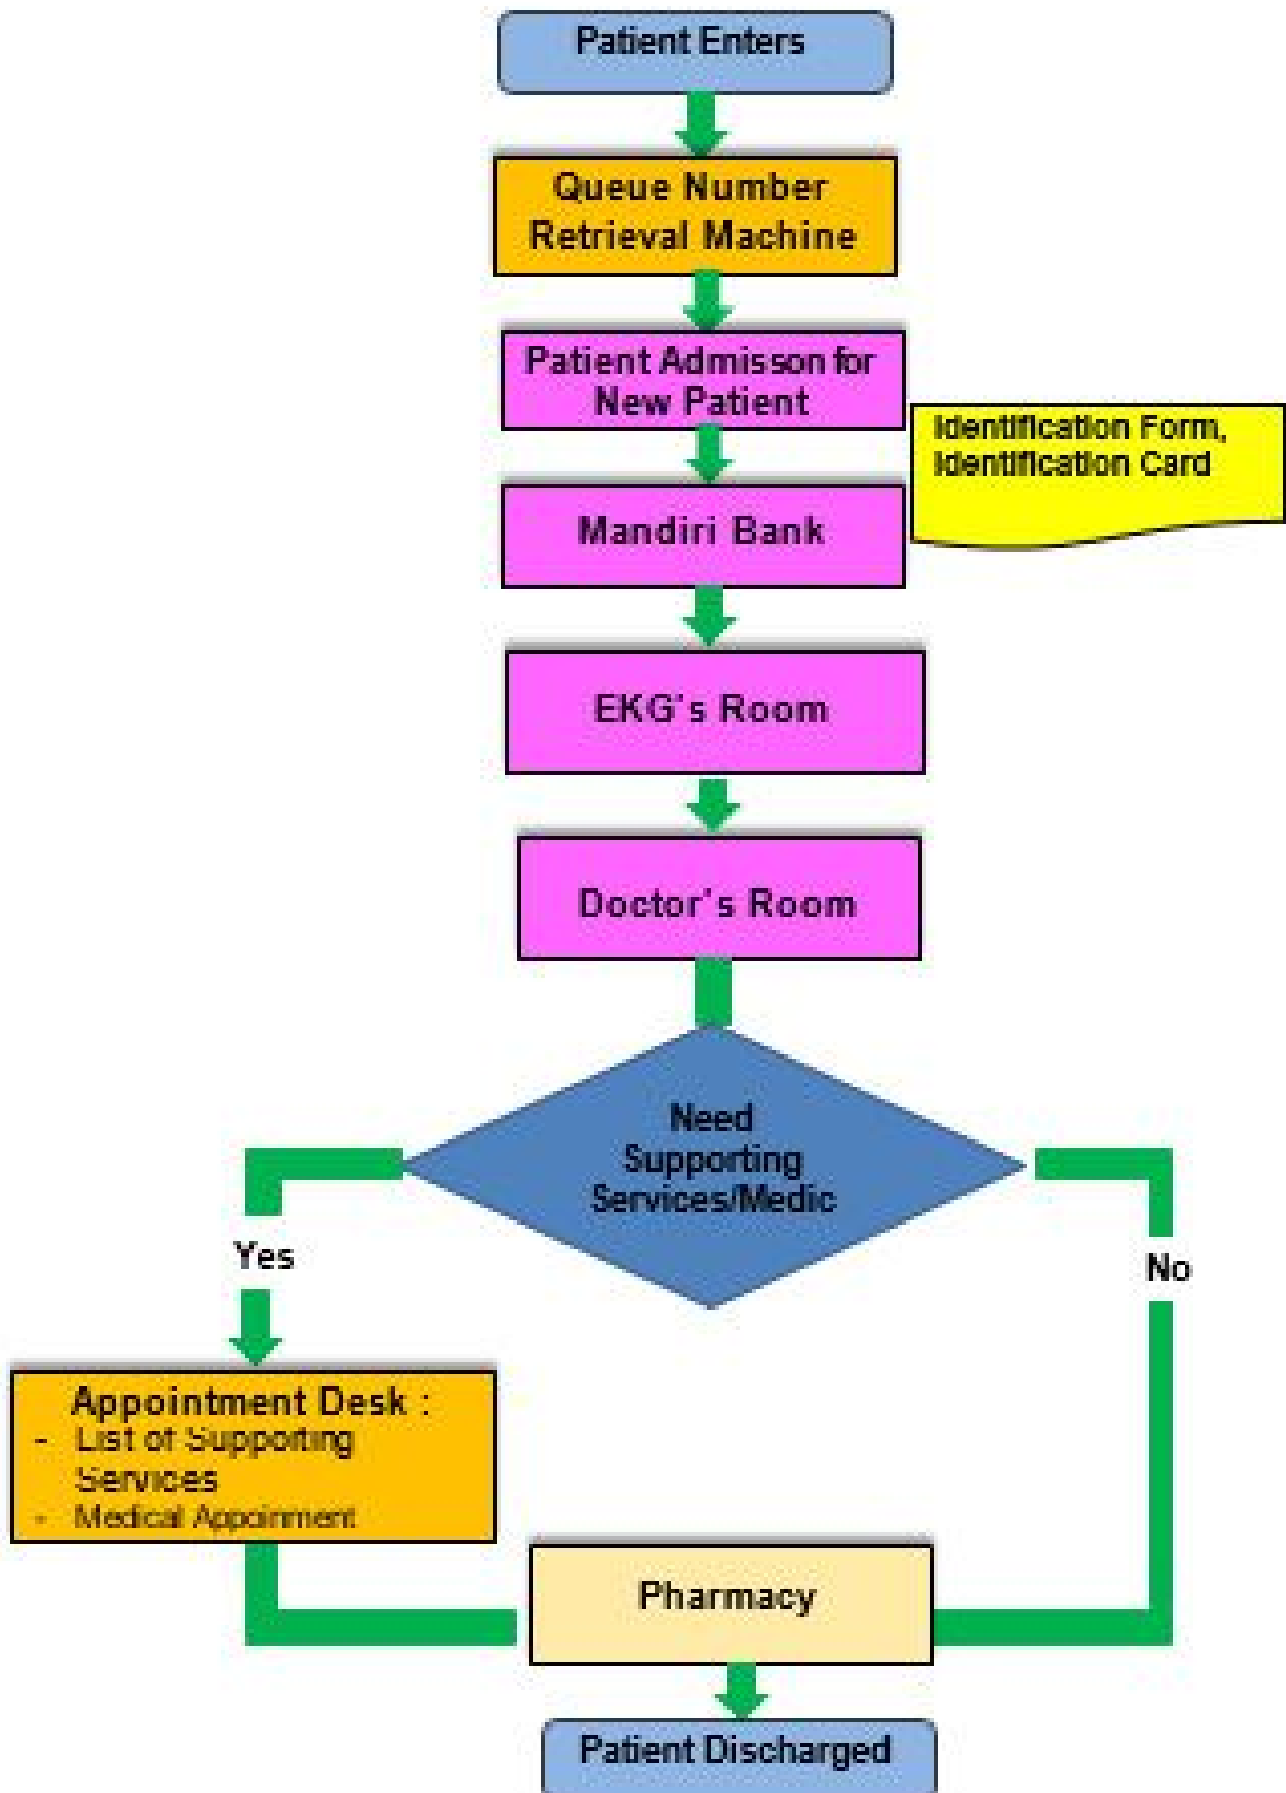 Patient Enters
Queue Number
Retrieval Machine
Patient Admisson for
New Patient
Identification Form,
Identification Card
Mandiri Bank
EKG's Room
Doctor's Room
Need
Supporting
Services/Medic
Yes
No
Appointment Desk :
- List of Supporting
Services
- Medical Appoinment
Pharmacy
Patient Discharged